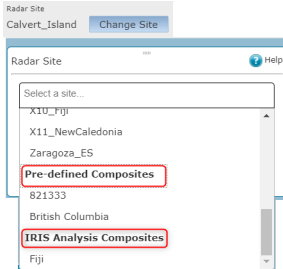 Radar Site
Calvert_Island Change Site
Radar Site Help
Select a site...
X10_Fiji
X11_NewCaledonia
Zaragoza_ES
Pre-defined Composites
821333
British Columbia
IRIS Analysis Composites
Fiji